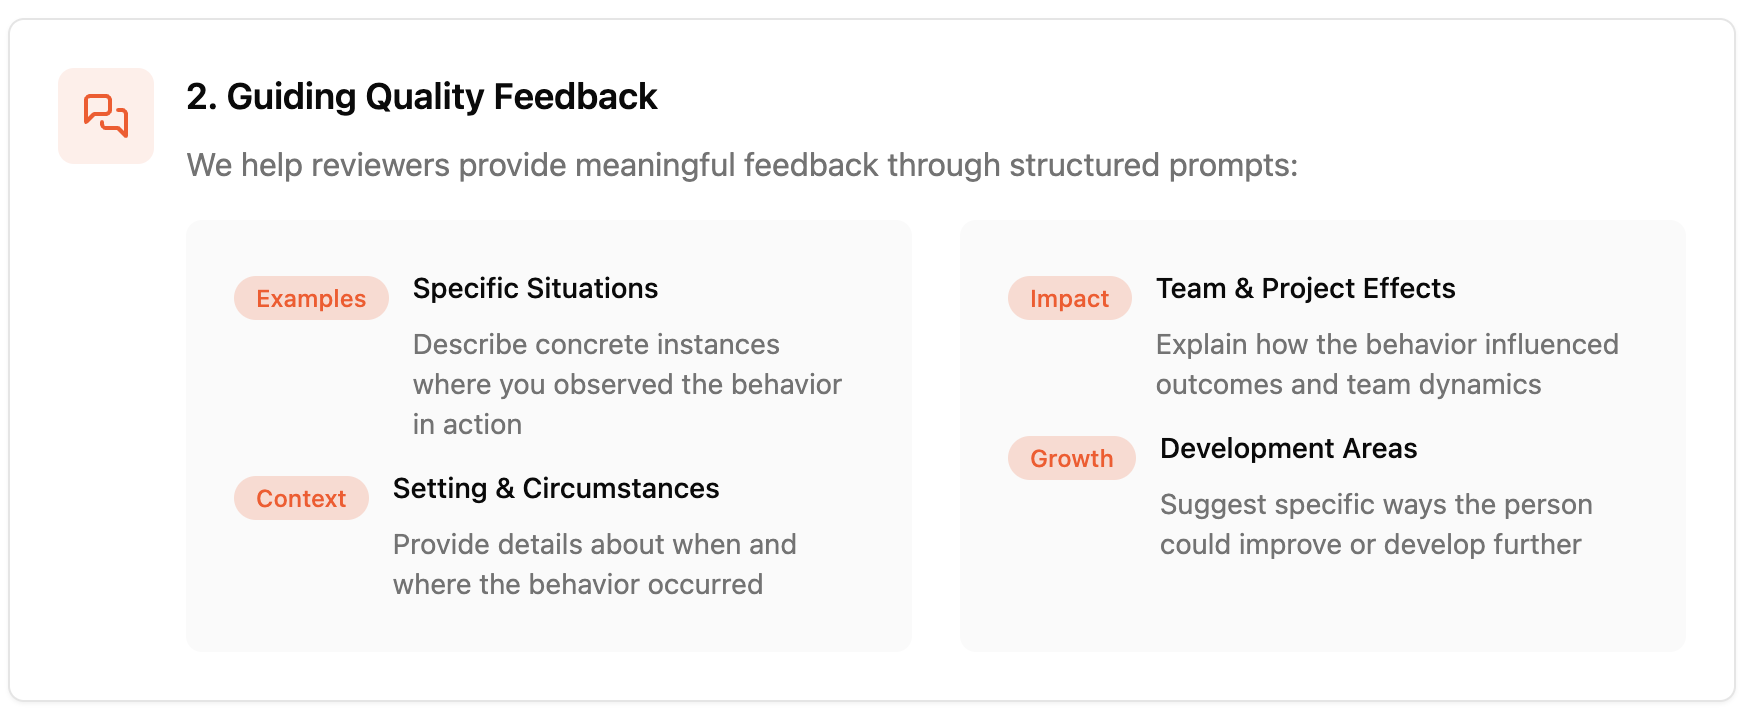 2. Guiding Quality Feedback
We help reviewers provide meaningful feedback through structured prompts:
Examples
Specific Situations
Describe concrete instances
where you observed the behavior
in action
Context
Setting & Circumstances
Provide details about when and
where the behavior occurred
Impact
Team & Project Effects
Explain how the behavior influenced
outcomes and team dynamics
Growth
Development Areas
Suggest specific ways the person
could improve or develop further